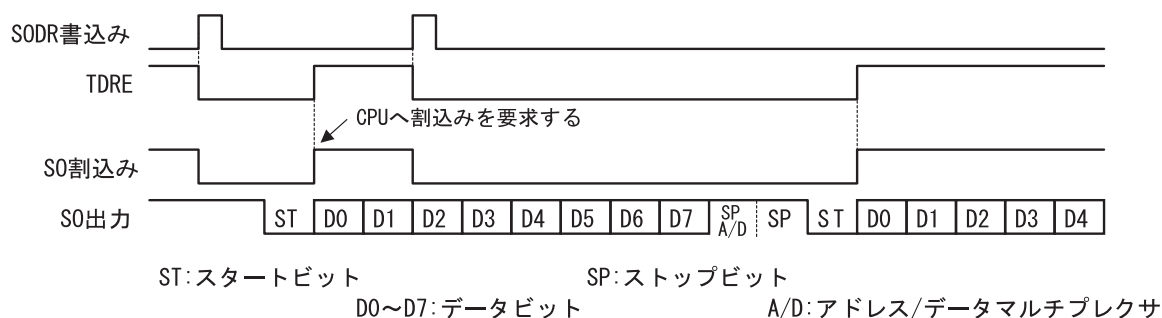 SODR書込み
TDRE
CPUへ割込みを要求する
SO割込み
SO出力
ST D0 D1 D2 D3 D4 D5 D6 D7 SP A/D SP ST D0 D1 D2 D3 D4
ST:スタートビット SP:ストップビット
D0~D7:データビット A/D:アドレス/データマルチプレクサ